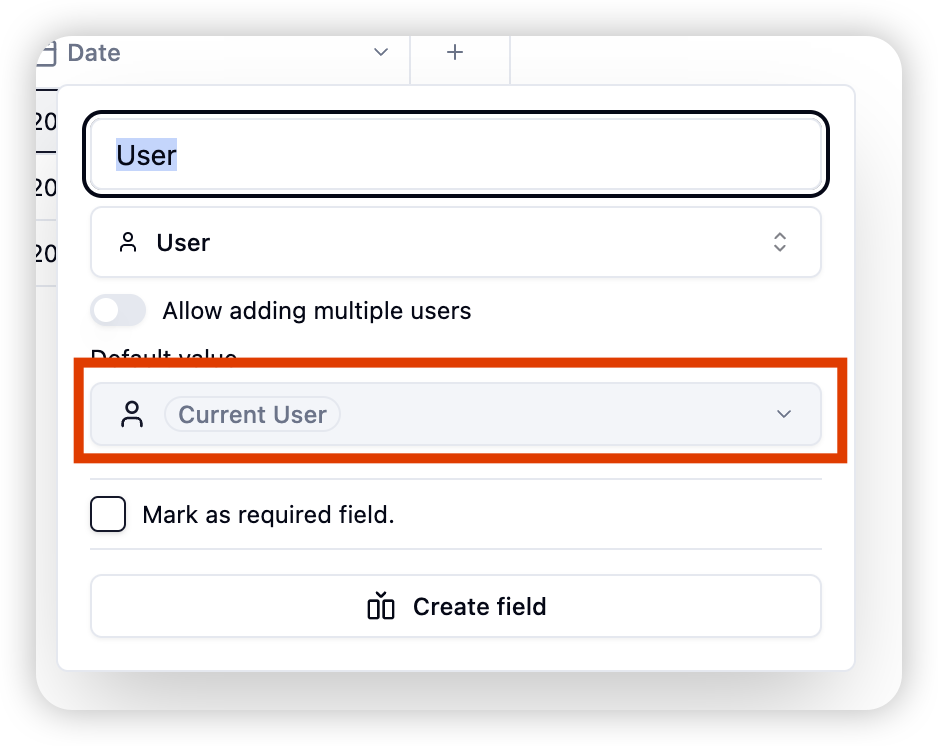 Date
20
User
20
User
20
Allow adding multiple users
Default value
Current User
Mark as required field.
Create field